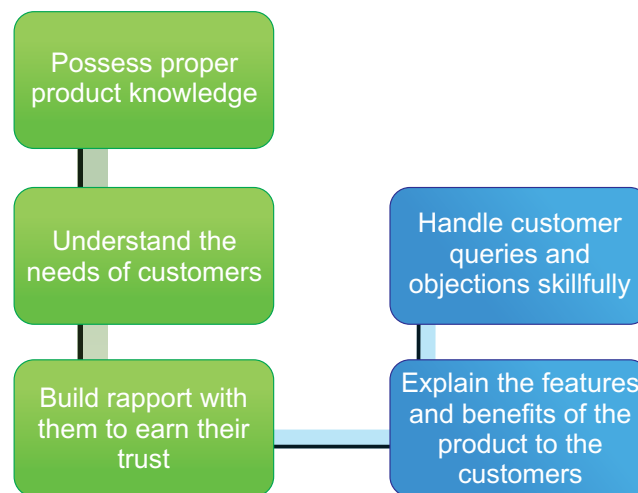 Possess proper
product knowledge
Understand the
needs of customers
Build rapport with
them to earn their
trust
Explain the features
and benefits of the
product to the
customers
Handle customer
queries and
objections skillfully